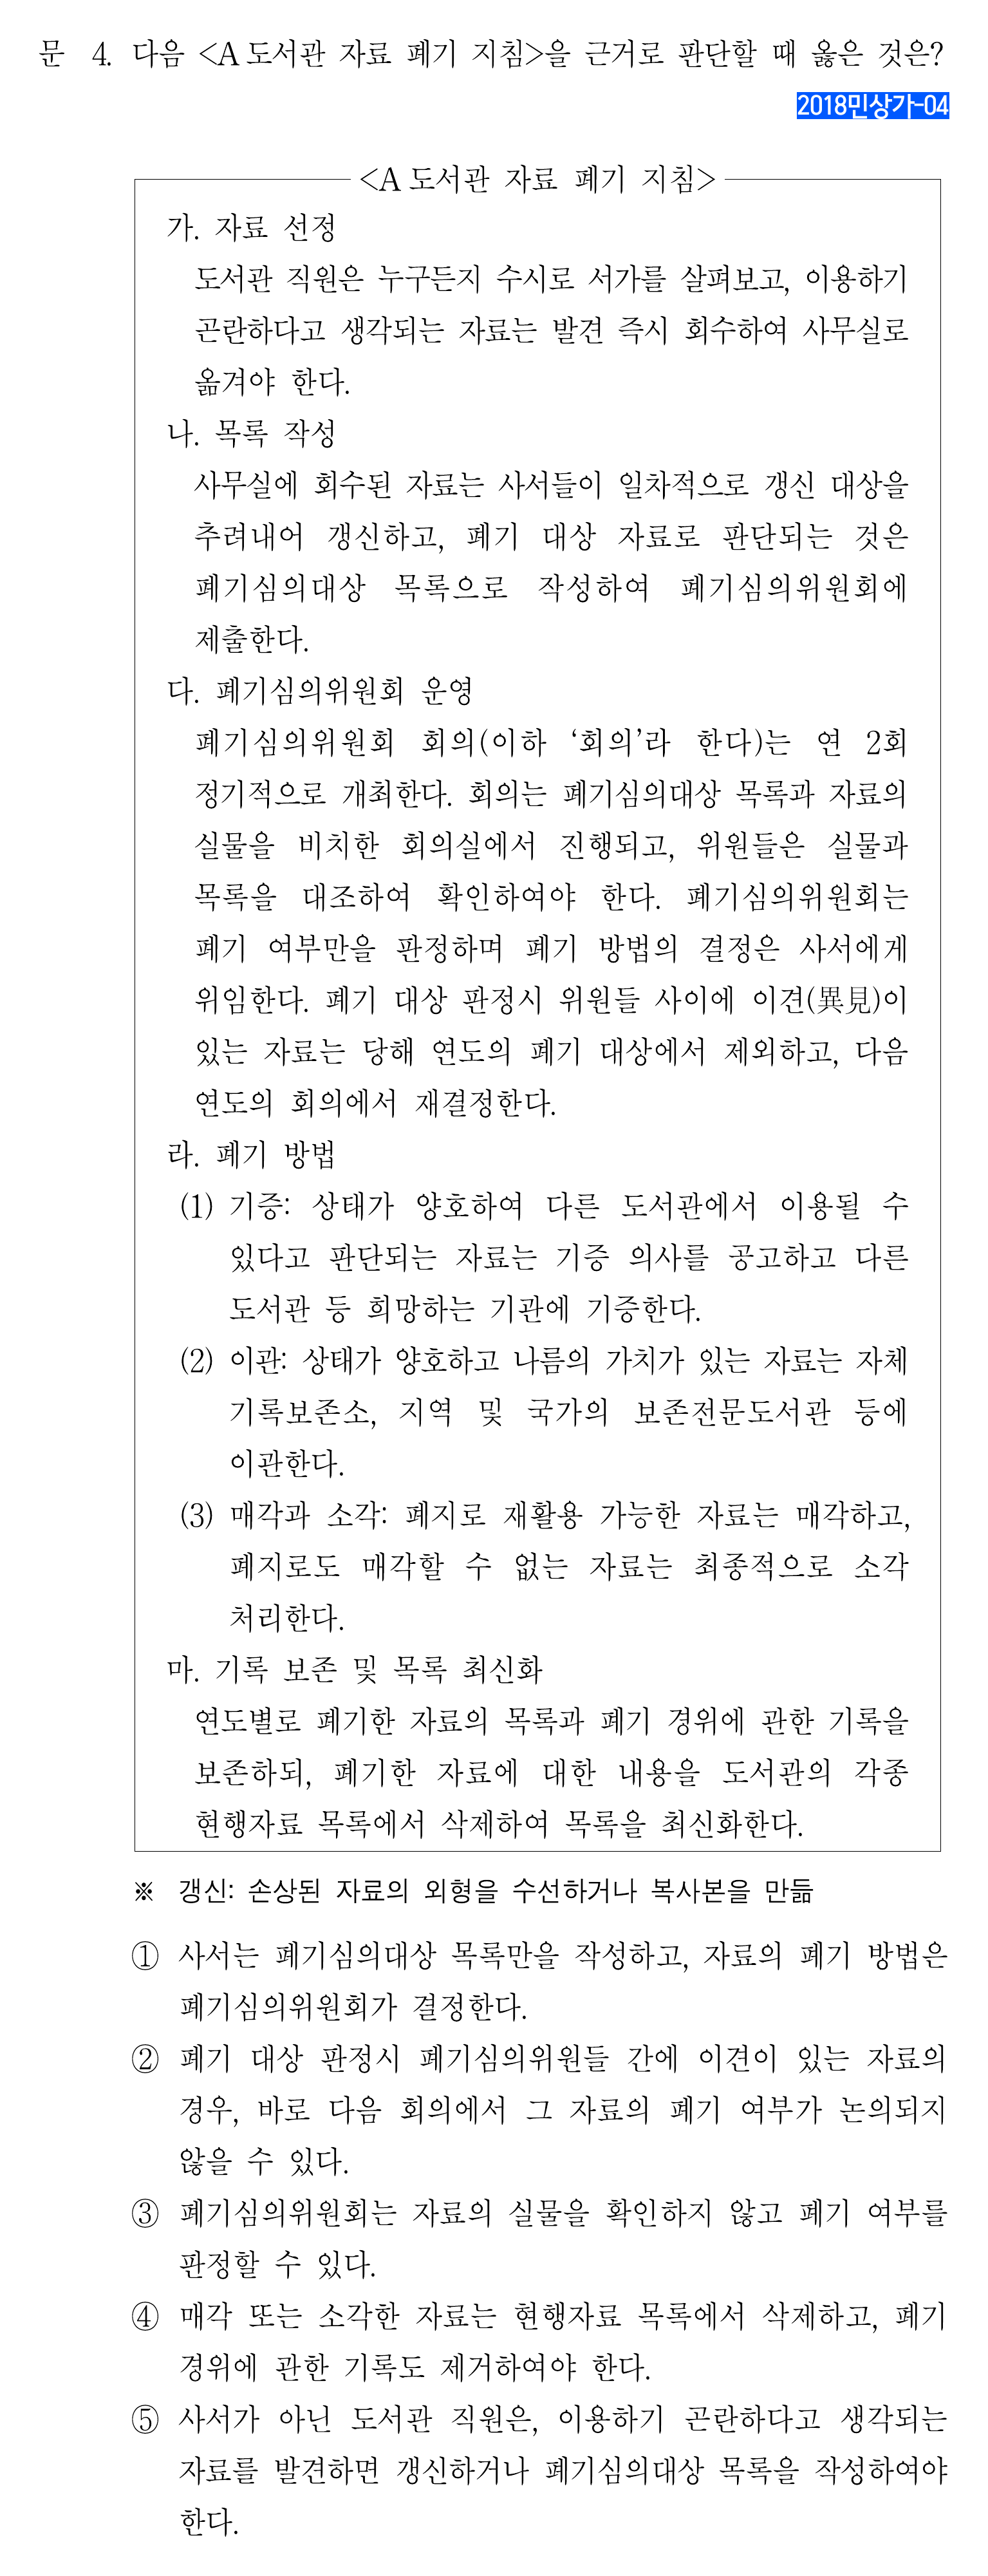 문 4. 다음 <A 도서관 자료 폐기 지침>을 근거로 판단할 때 옳은 것은?
2018민상가-04
<A 도서관 자료 폐기 지침>
가. 자료 선정
도서관 직원은 누구든지 수시로 서가를 살펴보고, 이용하기
곤란하다고 생각되는 자료는 발견 즉시 회수하여 사무실로
옮겨야 한다.
나. 목록 작성
사무실에 회수된 자료는 사서들이 일차적으로 갱신 대상을
추려내어 갱신하고, 폐기 대상 자료로 판단되는 것은
폐기심의대상 목록으로 작성하여 폐기심의위원회에
제출한다.
다. 폐기심의위원회 운영
폐기심의위원회 회의(이하 ‘회의’라 한다)는 연 2회
정기적으로 개최한다. 회의는 폐기심의대상 목록과 자료의
실물을 비치한 회의실에서 진행되고, 위원들은 실물과
목록을 대조하여 확인하여야 한다. 폐기심의위원회는
폐기 여부만을 판정하며 폐기 방법의 결정은 사서에게
위임한다. 폐기 대상 판정시 위원들 사이에 이견(異見)이
있는 자료는 당해 연도의 폐기 대상에서 제외하고, 다음
연도의 회의에서 재결정한다.
라. 폐기 방법
(1) 기증: 상태가 양호하여 다른 도서관에서 이용될 수
있다고 판단되는 자료는 기증 의사를 공고하고 다른
도서관 등 희망하는 기관에 기증한다.
(2) 이관: 상태가 양호하고 나름의 가치가 있는 자료는 자체
기록보존소, 지역 및 국가의 보존전문도서관 등에
이관한다.
(3) 매각과 소각: 폐지로 재활용 가능한 자료는 매각하고,
폐지로도 매각할 수 없는 자료는 최종적으로 소각
처리한다.
마. 기록 보존 및 목록 최신화
연도별로 폐기한 자료의 목록과 폐기 경위에 관한 기록을
보존하되, 폐기한 자료에 대한 내용을 도서관의 각종
현행자료 목록에서 삭제하여 목록을 최신화한다.
※ 갱신: 손상된 자료의 외형을 수선하거나 복사본을 만듦
① 사서는 폐기심의대상 목록만을 작성하고, 자료의 폐기 방법은
폐기심의위원회가 결정한다.
② 폐기 대상 판정시 폐기심의위원들 간에 이견이 있는 자료의
경우, 바로 다음 회의에서 그 자료의 폐기 여부가 논의되지
않을 수 있다.
③ 폐기심의위원회는 자료의 실물을 확인하지 않고 폐기 여부를
판정할 수 있다.
④ 매각 또는 소각한 자료는 현행자료 목록에서 삭제하고, 폐기
경위에 관한 기록도 제거하여야 한다.
⑤ 사서가 아닌 도서관 직원은, 이용하기 곤란하다고 생각되는
자료를 발견하면 갱신하거나 폐기심의대상 목록을 작성하여야
한다.